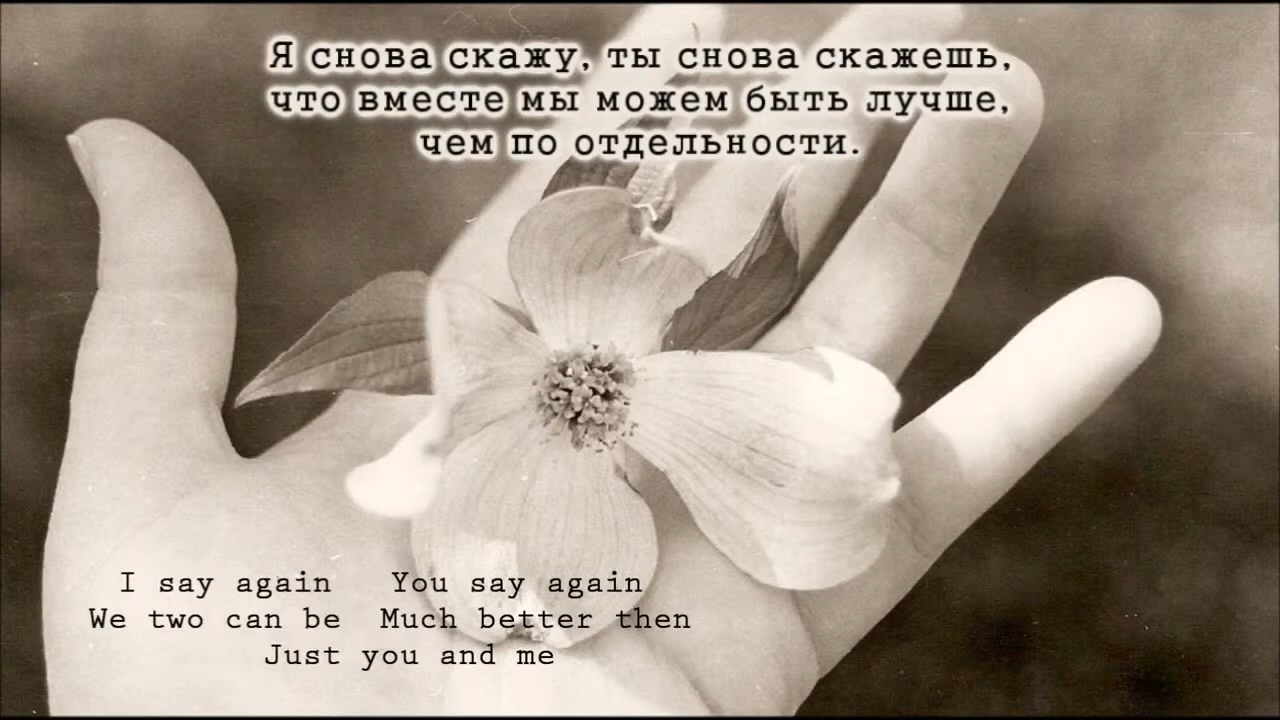 Я снова скажу, ты снова скажешь,
что вместе мы можем быть лучше,
чем по отдельности.
I say again   You say again
We two can be  Much better then
Just you and me